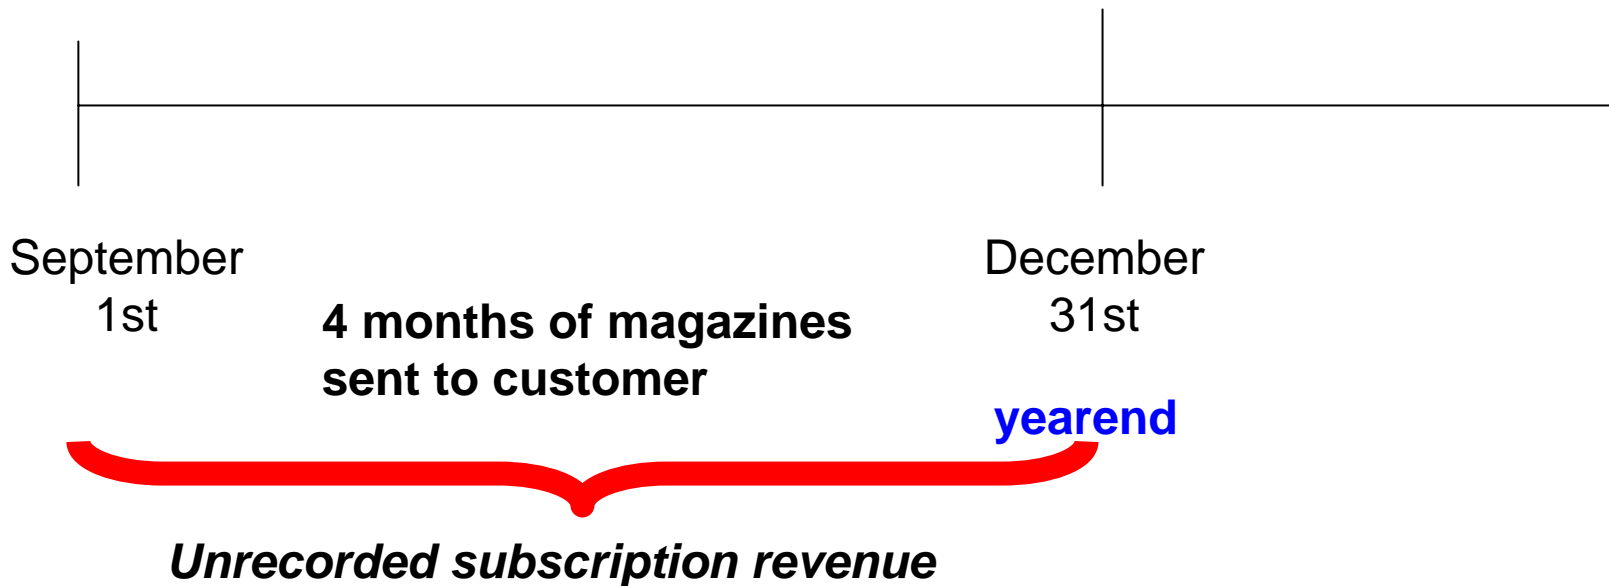 September
1st
4 months of magazines
sent to customer
December
31st
yearend
Unrecorded subscription revenue